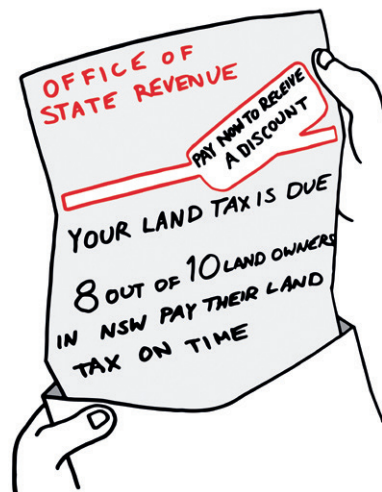 OFFICE OF
STATE REVENUE
PAY NOW TO RECEIVE
A DISCOUNT
YOUR LAND TAX IS DUE
8 OUT OF 10 LAND OWNERS
IN NSW PAY THEIR LAND
TAX ON TIME